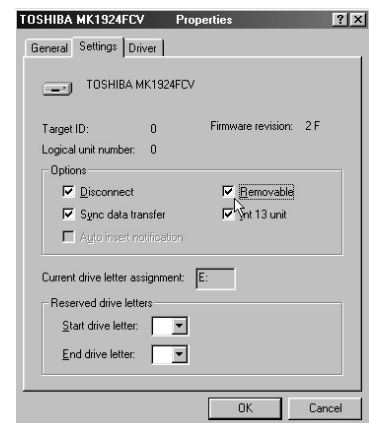 TOSHIBA MK1924FCV Properties ? X
General Settings Driver
TOSHIBA MK1924FCV
Target ID: 0 Firmware revision: 2 F
Logical unit number: 0
Options
Disconnect Removable
Sync data transfer Int 13 unit
Auto insert notification
Current drive letter assignment: E:
Reserved drive letters
Start drive letter:
End drive letter:
OK Cancel